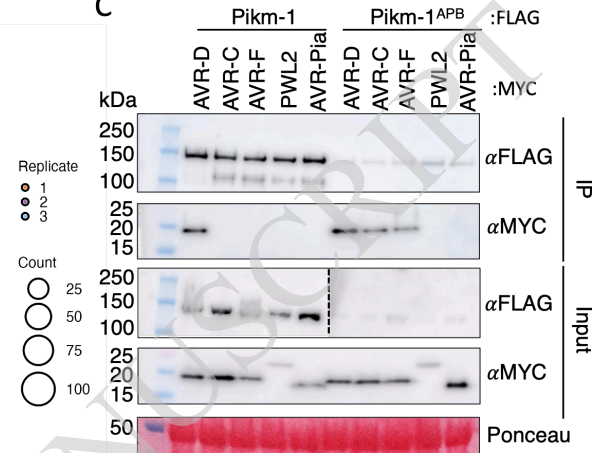 C
Pikm-1 Pikm-1ᴬᴾᴮ :FLAG
AVR-D AVR-C AVR-F PWL2 AVR-Pia AVR-D AVR-C AVR-F PWL2 AVR-Pia :MYC
kDa
250
150 αFLAG
100
IP
25
20 αMYC
15
250
150 αFLAG
100
Input
25
20 αMYC
15
50 Ponceau
Replicate
1
2
3
Count
25
50
75
100
NUSCRIPT